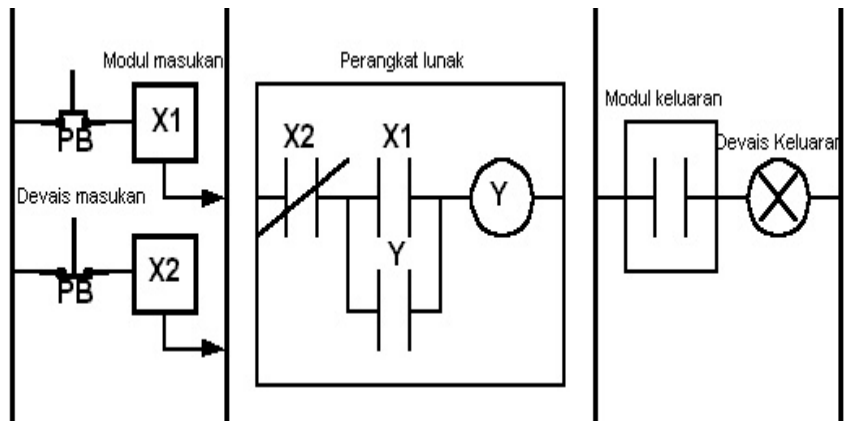 Modul masukan
X1
PB
Devais masukan
X2
PB
Perangkat lunak
X2
X1
Y
Y
Modul keluaran
Devais Keluaran